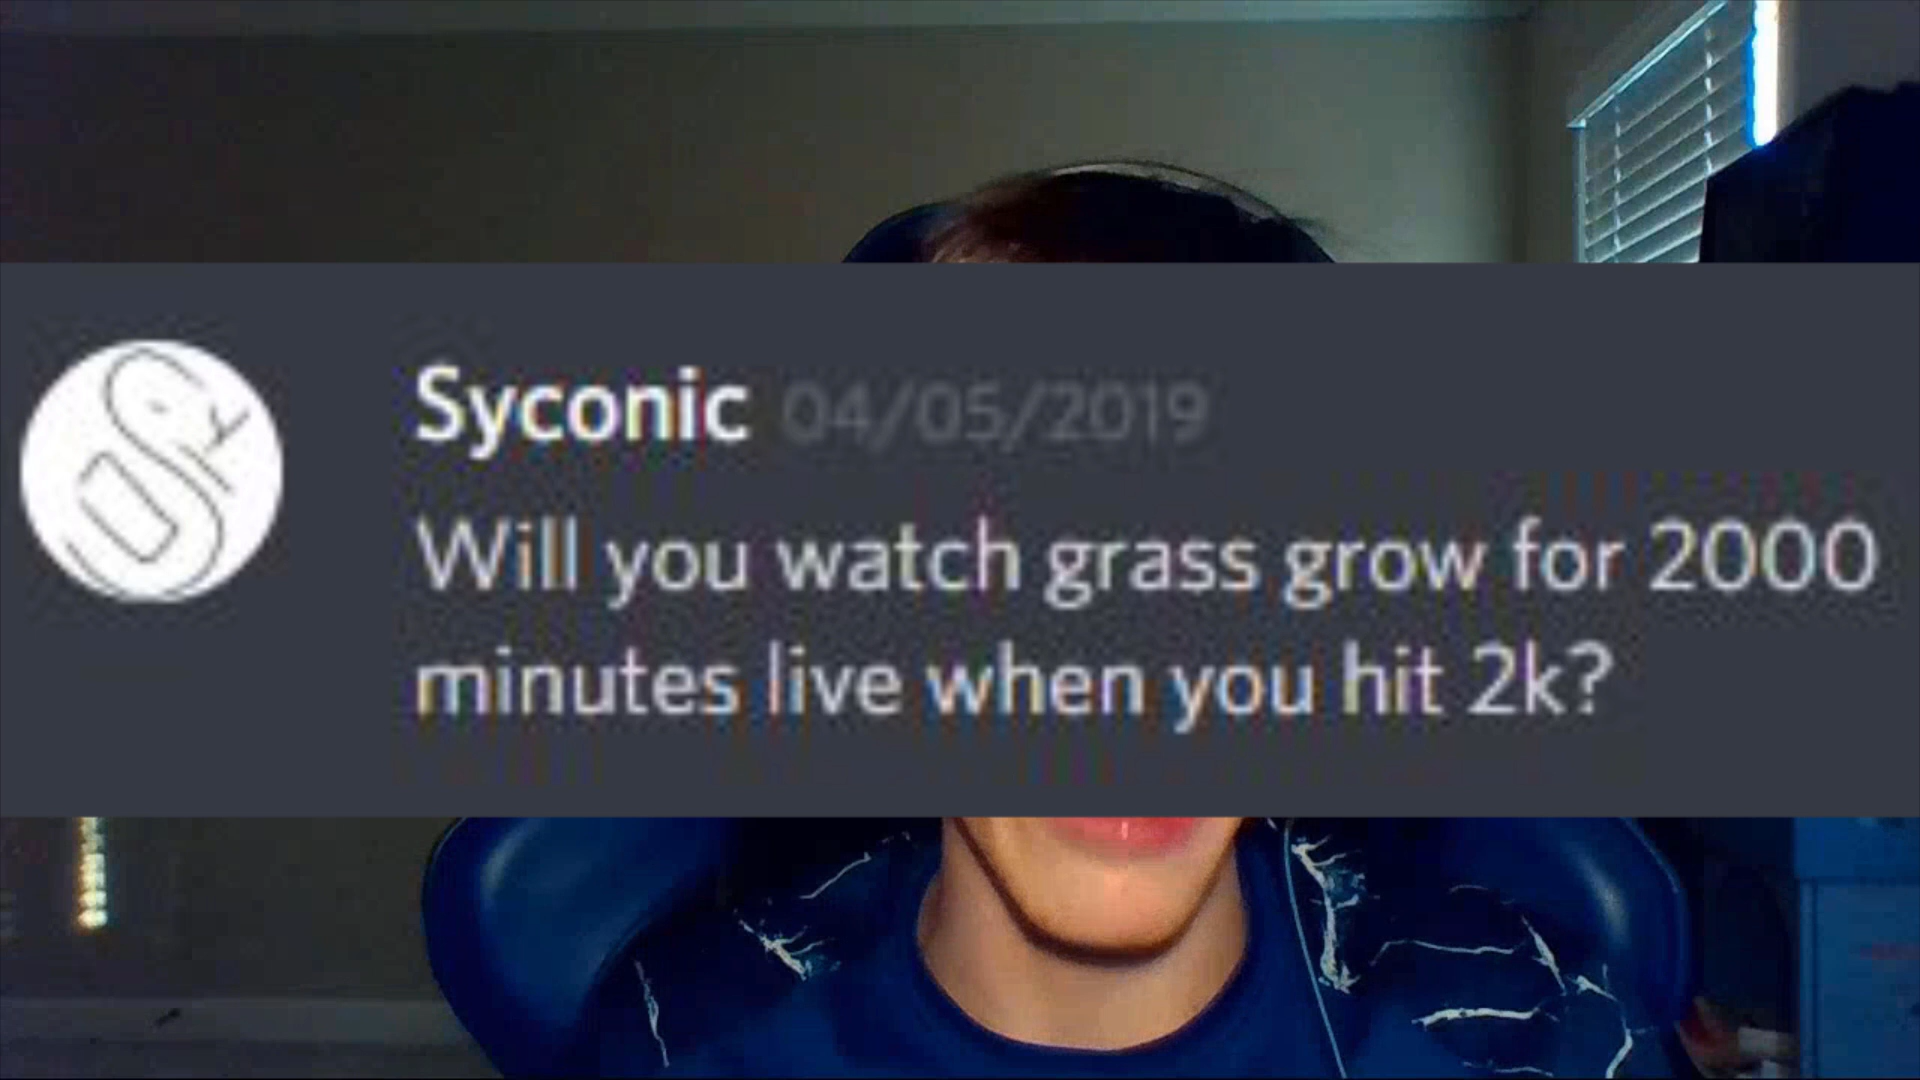 Syconic 04/05/2019
Will you watch grass grow for 2000
minutes live when you hit 2k?